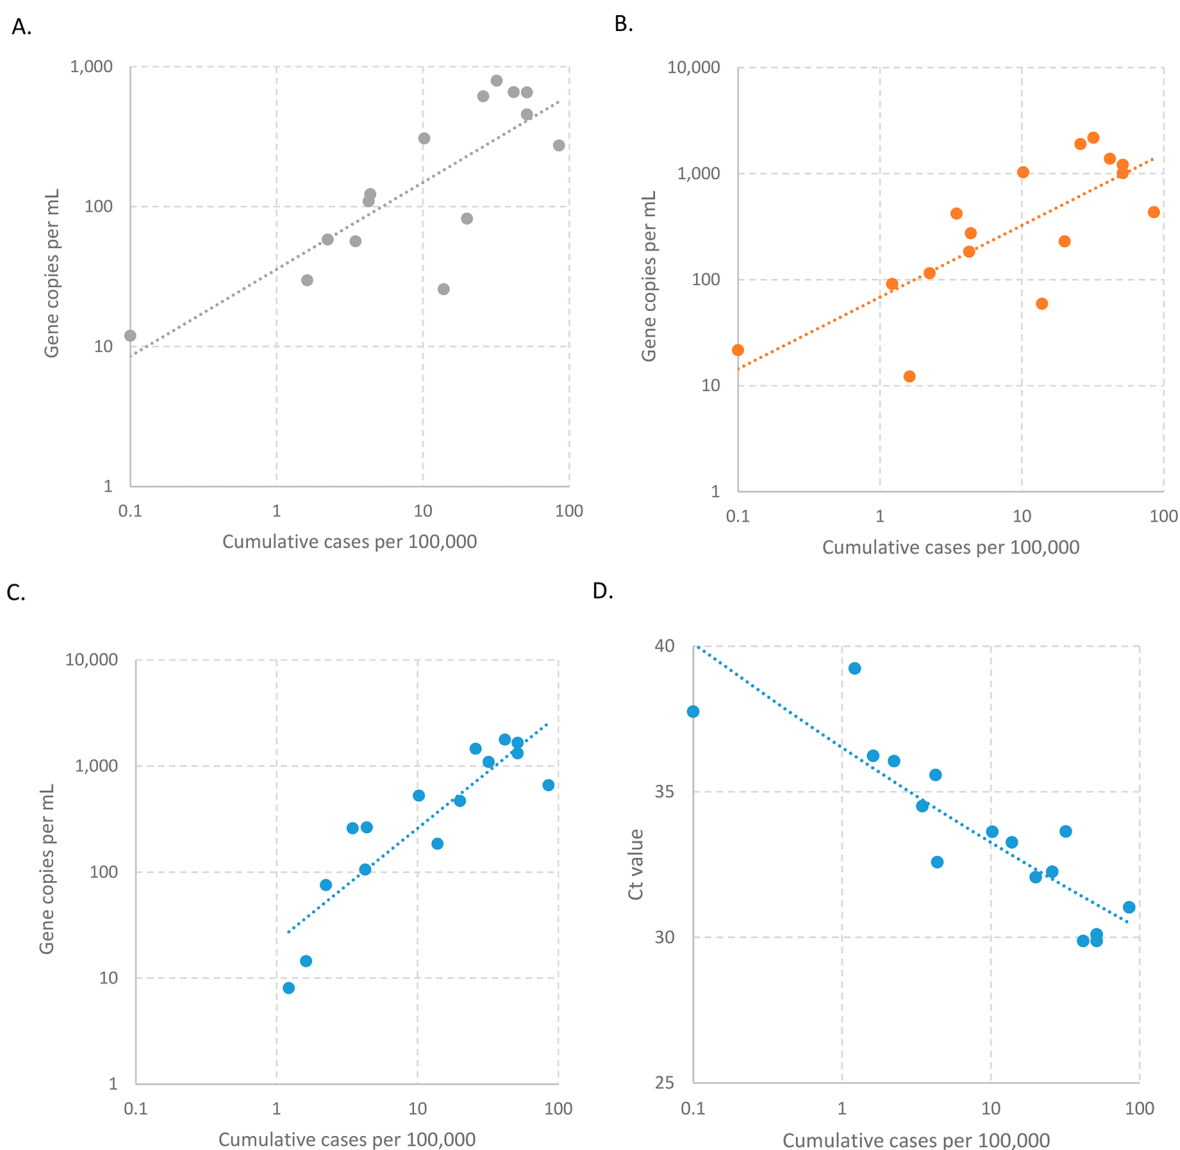 A.
1,000
100
10
1
0.1 1 10 100
Gene copies per mL
Cumulative cases per 100,000
B.
10,000
1,000
100
10
1
0.1 1 10 100
Gene copies per mL
Cumulative cases per 100,000
C.
10,000
1,000
100
10
1
0.1 1 10 100
Gene copies per mL
Cumulative cases per 100,000
D.
40
35
30
25
0.1 1 10 100
Ct value
Cumulative cases per 100,000